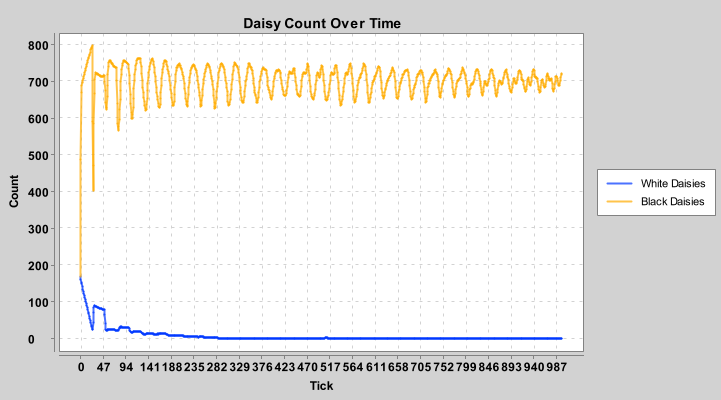 Daisy Count Over Time
800
700
600
500
400
300
200
100
0
Count
0 47 94 141 188 235 282 329 376 423 470 517 564 611 658 705 752 799 846 893 940 987
Tick
White Daisies
Black Daisies